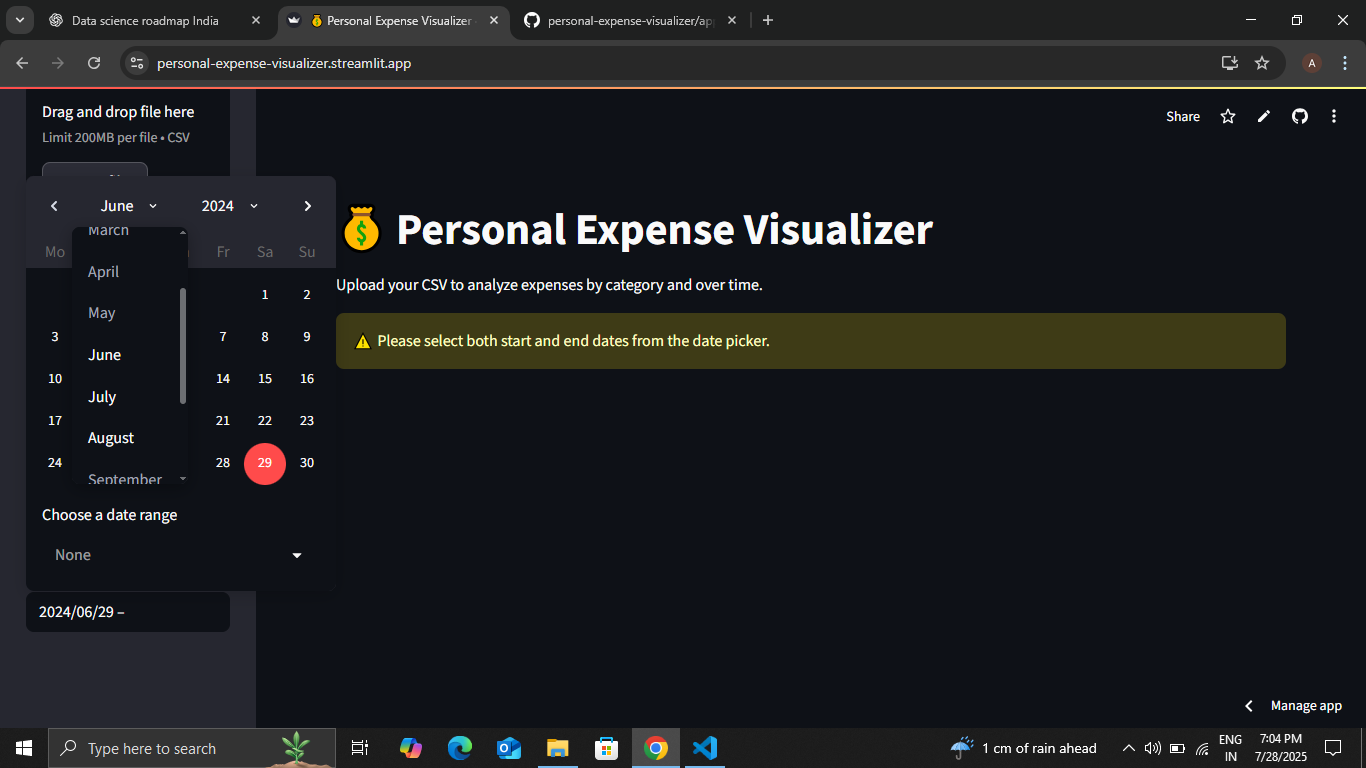 Data science roadmap India
Personal Expense Visualizer
personal-expense-visualizer/ap
personal-expense-visualizer.streamlit.app
A
Drag and drop file here
Limit 200MB per file • CSV
Share
June
2024
March
Mo
Fr
Sa
Su
April
May
June
July
August
September
1 2
3 7 8 9
10 14 15 16
17 21 22 23
24 28 29 30
Choose a date range
None
2024/06/29 –
Personal Expense Visualizer
Upload your CSV to analyze expenses by category and over time.
Please select both start and end dates from the date picker.
Manage app
Type here to search
1 cm of rain ahead
ENG
IN
7:04 PM
7/28/2025